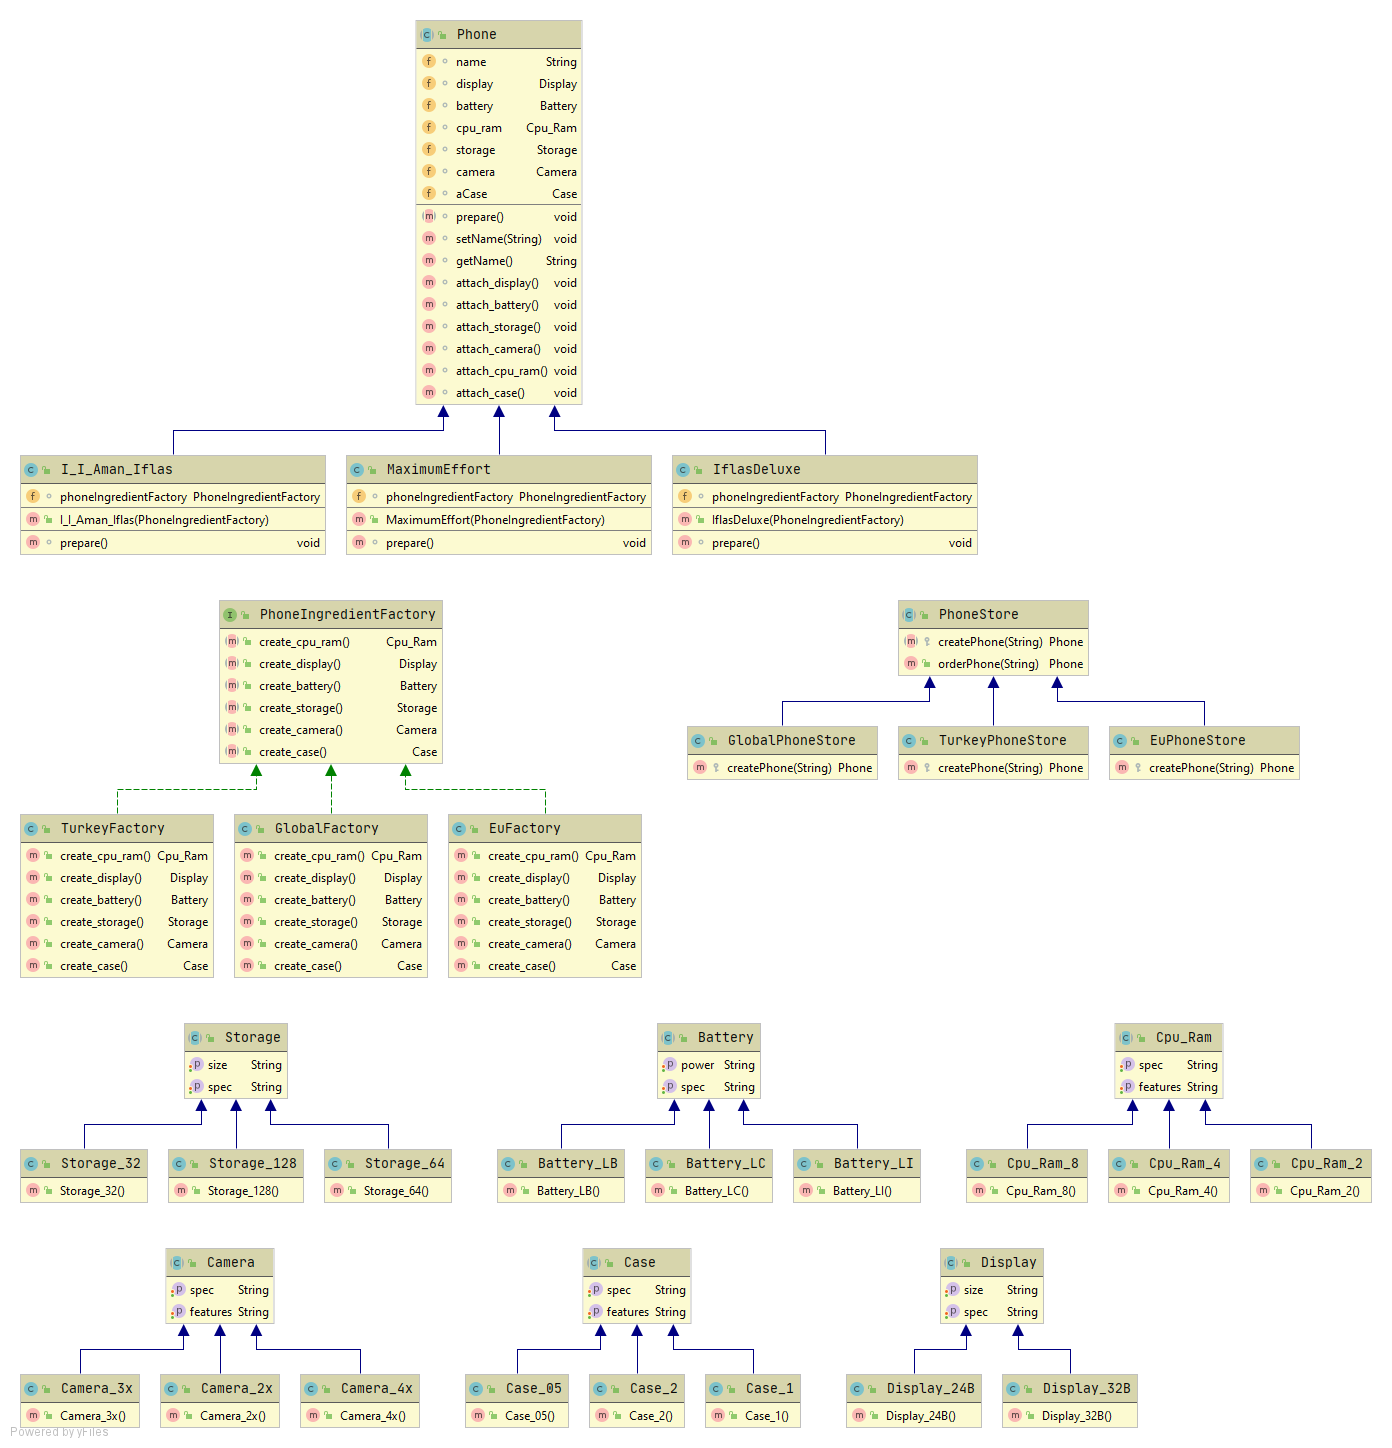 Phone
name String
display Display
battery Battery
cpu_ram Cpu_Ram
storage Storage
camera Camera
aCase Case
prepare() void
setName(String) void
getName() String
attach_display() void
attach_battery() void
attach_storage() void
attach_camera() void
attach_cpu_ram() void
attach_case() void
I_I_Aman_Iflas
phoneIngredientFactory PhoneIngredientFactory
I_I_Aman_Iflas(PhoneIngredientFactory)
prepare() void
MaximumEffort
phoneIngredientFactory PhoneIngredientFactory
MaximumEffort(PhoneIngredientFactory)
prepare() void
IflasDeluxe
phoneIngredientFactory PhoneIngredientFactory
IflasDeluxe(PhoneIngredientFactory)
prepare() void
PhoneIngredientFactory
create_cpu_ram() Cpu_Ram
create_display() Display
create_battery() Battery
create_storage() Storage
create_camera() Camera
create_case() Case
PhoneStore
createPhone(String) Phone
orderPhone(String) Phone
GlobalPhoneStore
createPhone(String) Phone
TurkeyPhoneStore
createPhone(String) Phone
EuPhoneStore
createPhone(String) Phone
TurkeyFactory
create_cpu_ram() Cpu_Ram
create_display() Display
create_battery() Battery
create_storage() Storage
create_camera() Camera
create_case() Case
GlobalFactory
create_cpu_ram() Cpu_Ram
create_display() Display
create_battery() Battery
create_storage() Storage
create_camera() Camera
create_case() Case
EuFactory
create_cpu_ram() Cpu_Ram
create_display() Display
create_battery() Battery
create_storage() Storage
create_camera() Camera
create_case() Case
Storage
size String
spec String
Battery
power String
spec String
Cpu_Ram
spec String
features String
Storage_32
Storage_32()
Storage_128
Storage_128()
Storage_64
Storage_64()
Battery_LB
Battery_LB()
Battery_LC
Battery_LC()
Battery_LI
Battery_LI()
Cpu_Ram_8
Cpu_Ram_8()
Cpu_Ram_4
Cpu_Ram_4()
Cpu_Ram_2
Cpu_Ram_2()
Camera
spec String
features String
Case
spec String
features String
Display
size String
spec String
Camera_3x
Camera_3x()
Camera_2x
Camera_2x()
Camera_4x
Camera_4x()
Case_05
Case_05()
Case_2
Case_2()
Case_1
Case_1()
Display_24B
Display_24B()
Display_32B
Display_32B()
Powered by yFiles